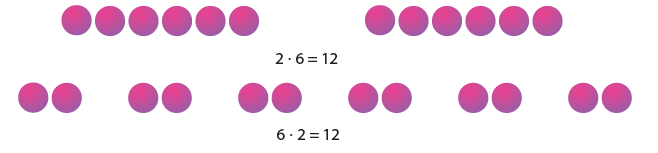 2 · 6 = 12
6 · 2 = 12